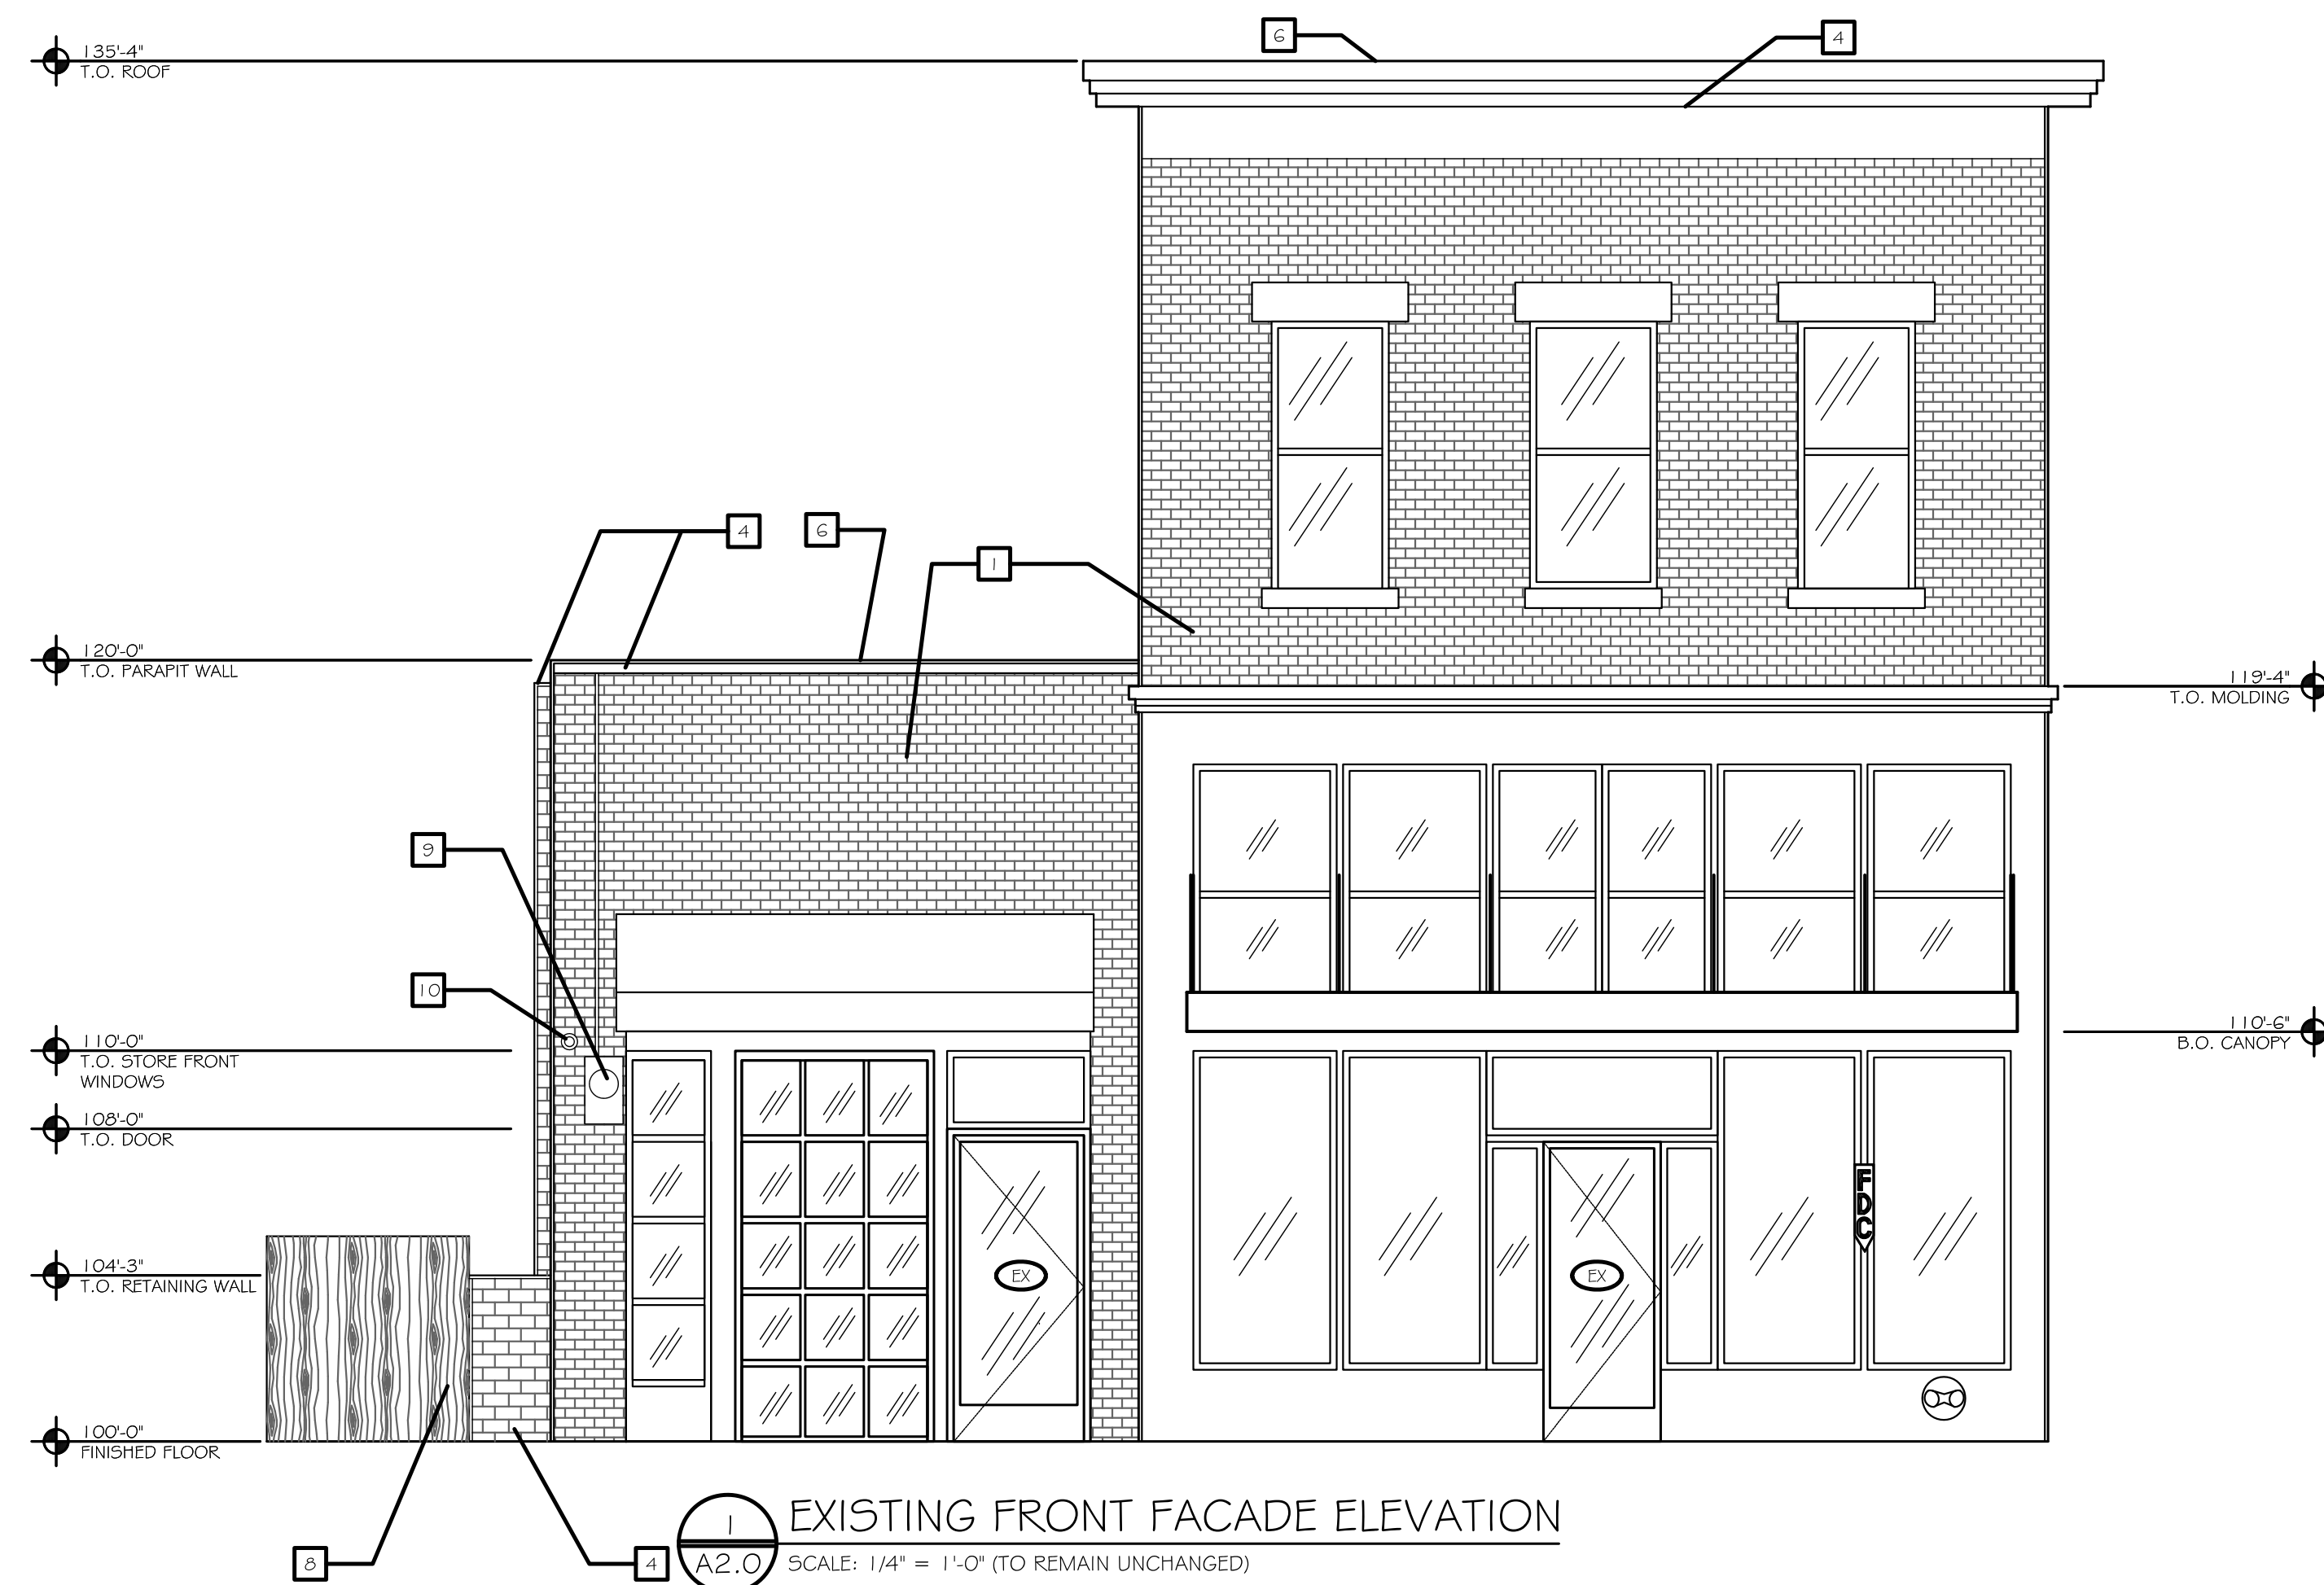 6
4
135'-4"
T.O. ROOF
4
6
1
120'-0"
T.O. PARAPIT WALL
119'-4"
T.O. MOLDING
9
10
110'-0"
T.O. STORE FRONT
WINDOWS
110'-6"
B.O. CANOPY
108'-0"
T.O. DOOR
FDC
104'-3"
T.O. RETAINING WALL
EX
EX
100'-0"
FINISHED FLOOR
1
EXISTING FRONT FACADE ELEVATION
A2.0
SCALE: 1/4" = 1'-0" (TO REMAIN UNCHANGED)
8
4